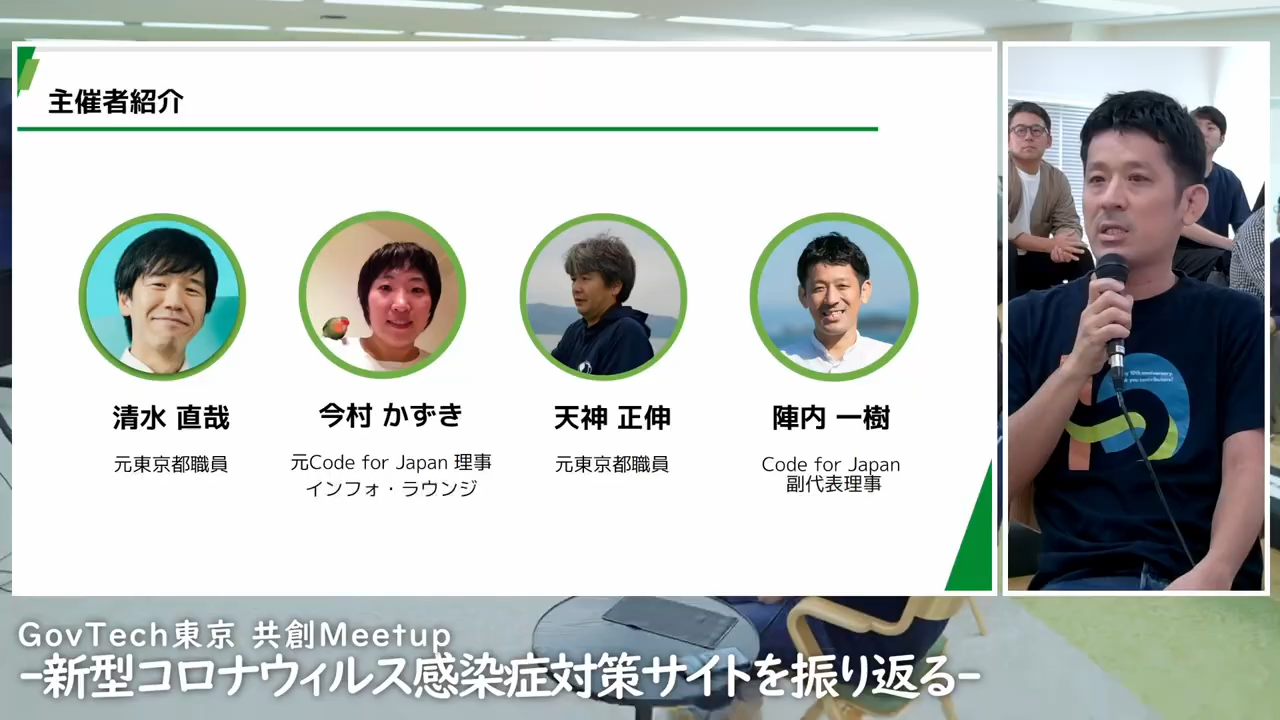 主催者紹介
清水 直哉
元東京都職員
今村 かずき
元Code for Japan 理事
インフォ・ラウンジ
天神 正伸
元東京都職員
陣内 一樹
Code for Japan
副代表理事
10th anniversary
you contributors!
GovTech東京 共創Meetup
-新型コロナウィルス感染症対策サイトを振り返る-